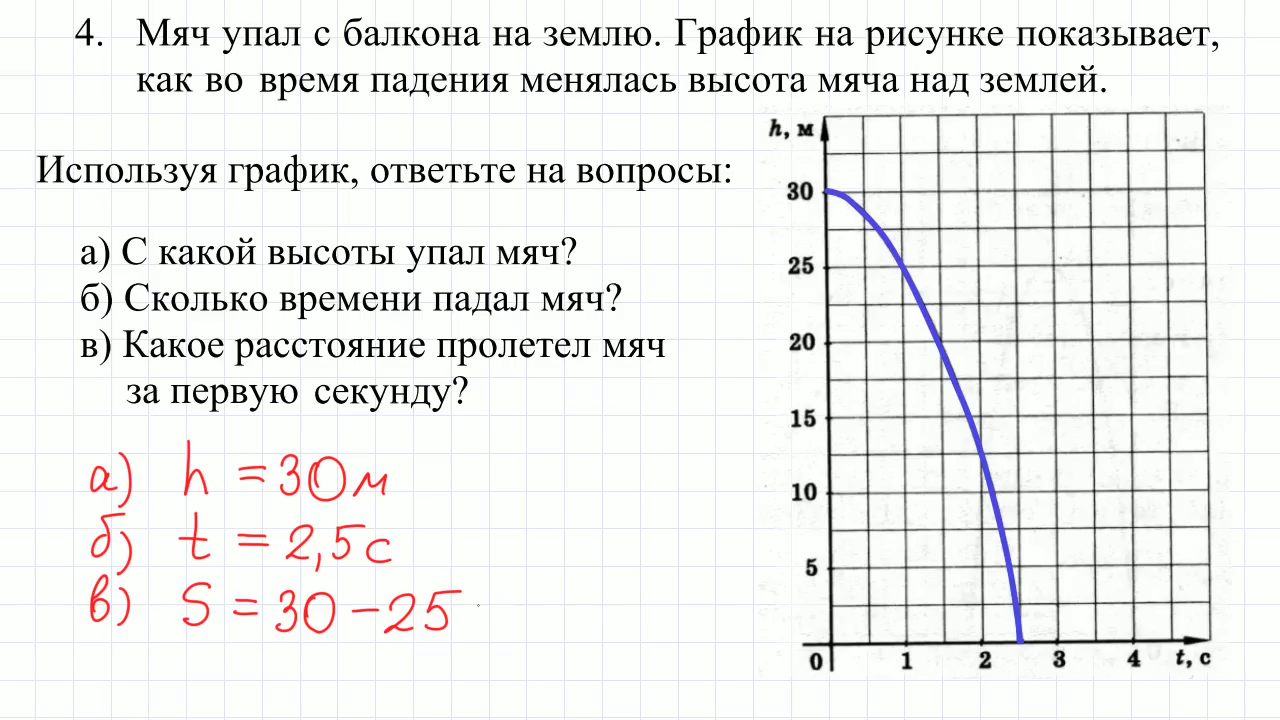 4. Мяч упал с балкона на землю. График на рисунке показывает,
как во время падения менялась высота мяча над землей.
Используя график, ответьте на вопросы:
а) С какой высоты упал мяч?
б) Сколько времени падал мяч?
в) Какое расстояние пролетел мяч
за первую секунду?
а) h = 30м
б) t = 2,5с
в) S = 30 – 25
h, м
30
25
20
15
10
5
0 1 2 3 4 t, с